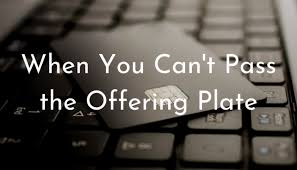 When You Can't Pass
the Offering Plate